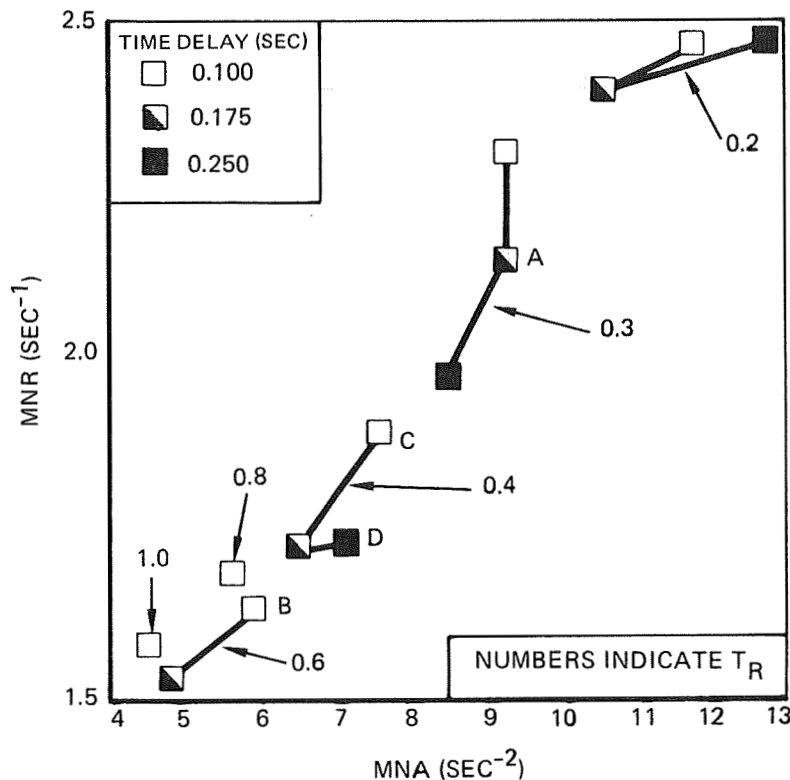 2.5
TIME DELAY (SEC)
0.100
0.175
0.250
0.2
A
0.3
MNR (SEC⁻¹)
2.0
C
0.4
0.8
D
1.0
B
0.6
NUMBERS INDICATE T_R
1.5
4 5 6 7 8 9 10 11 12 13
MNA (SEC⁻²)